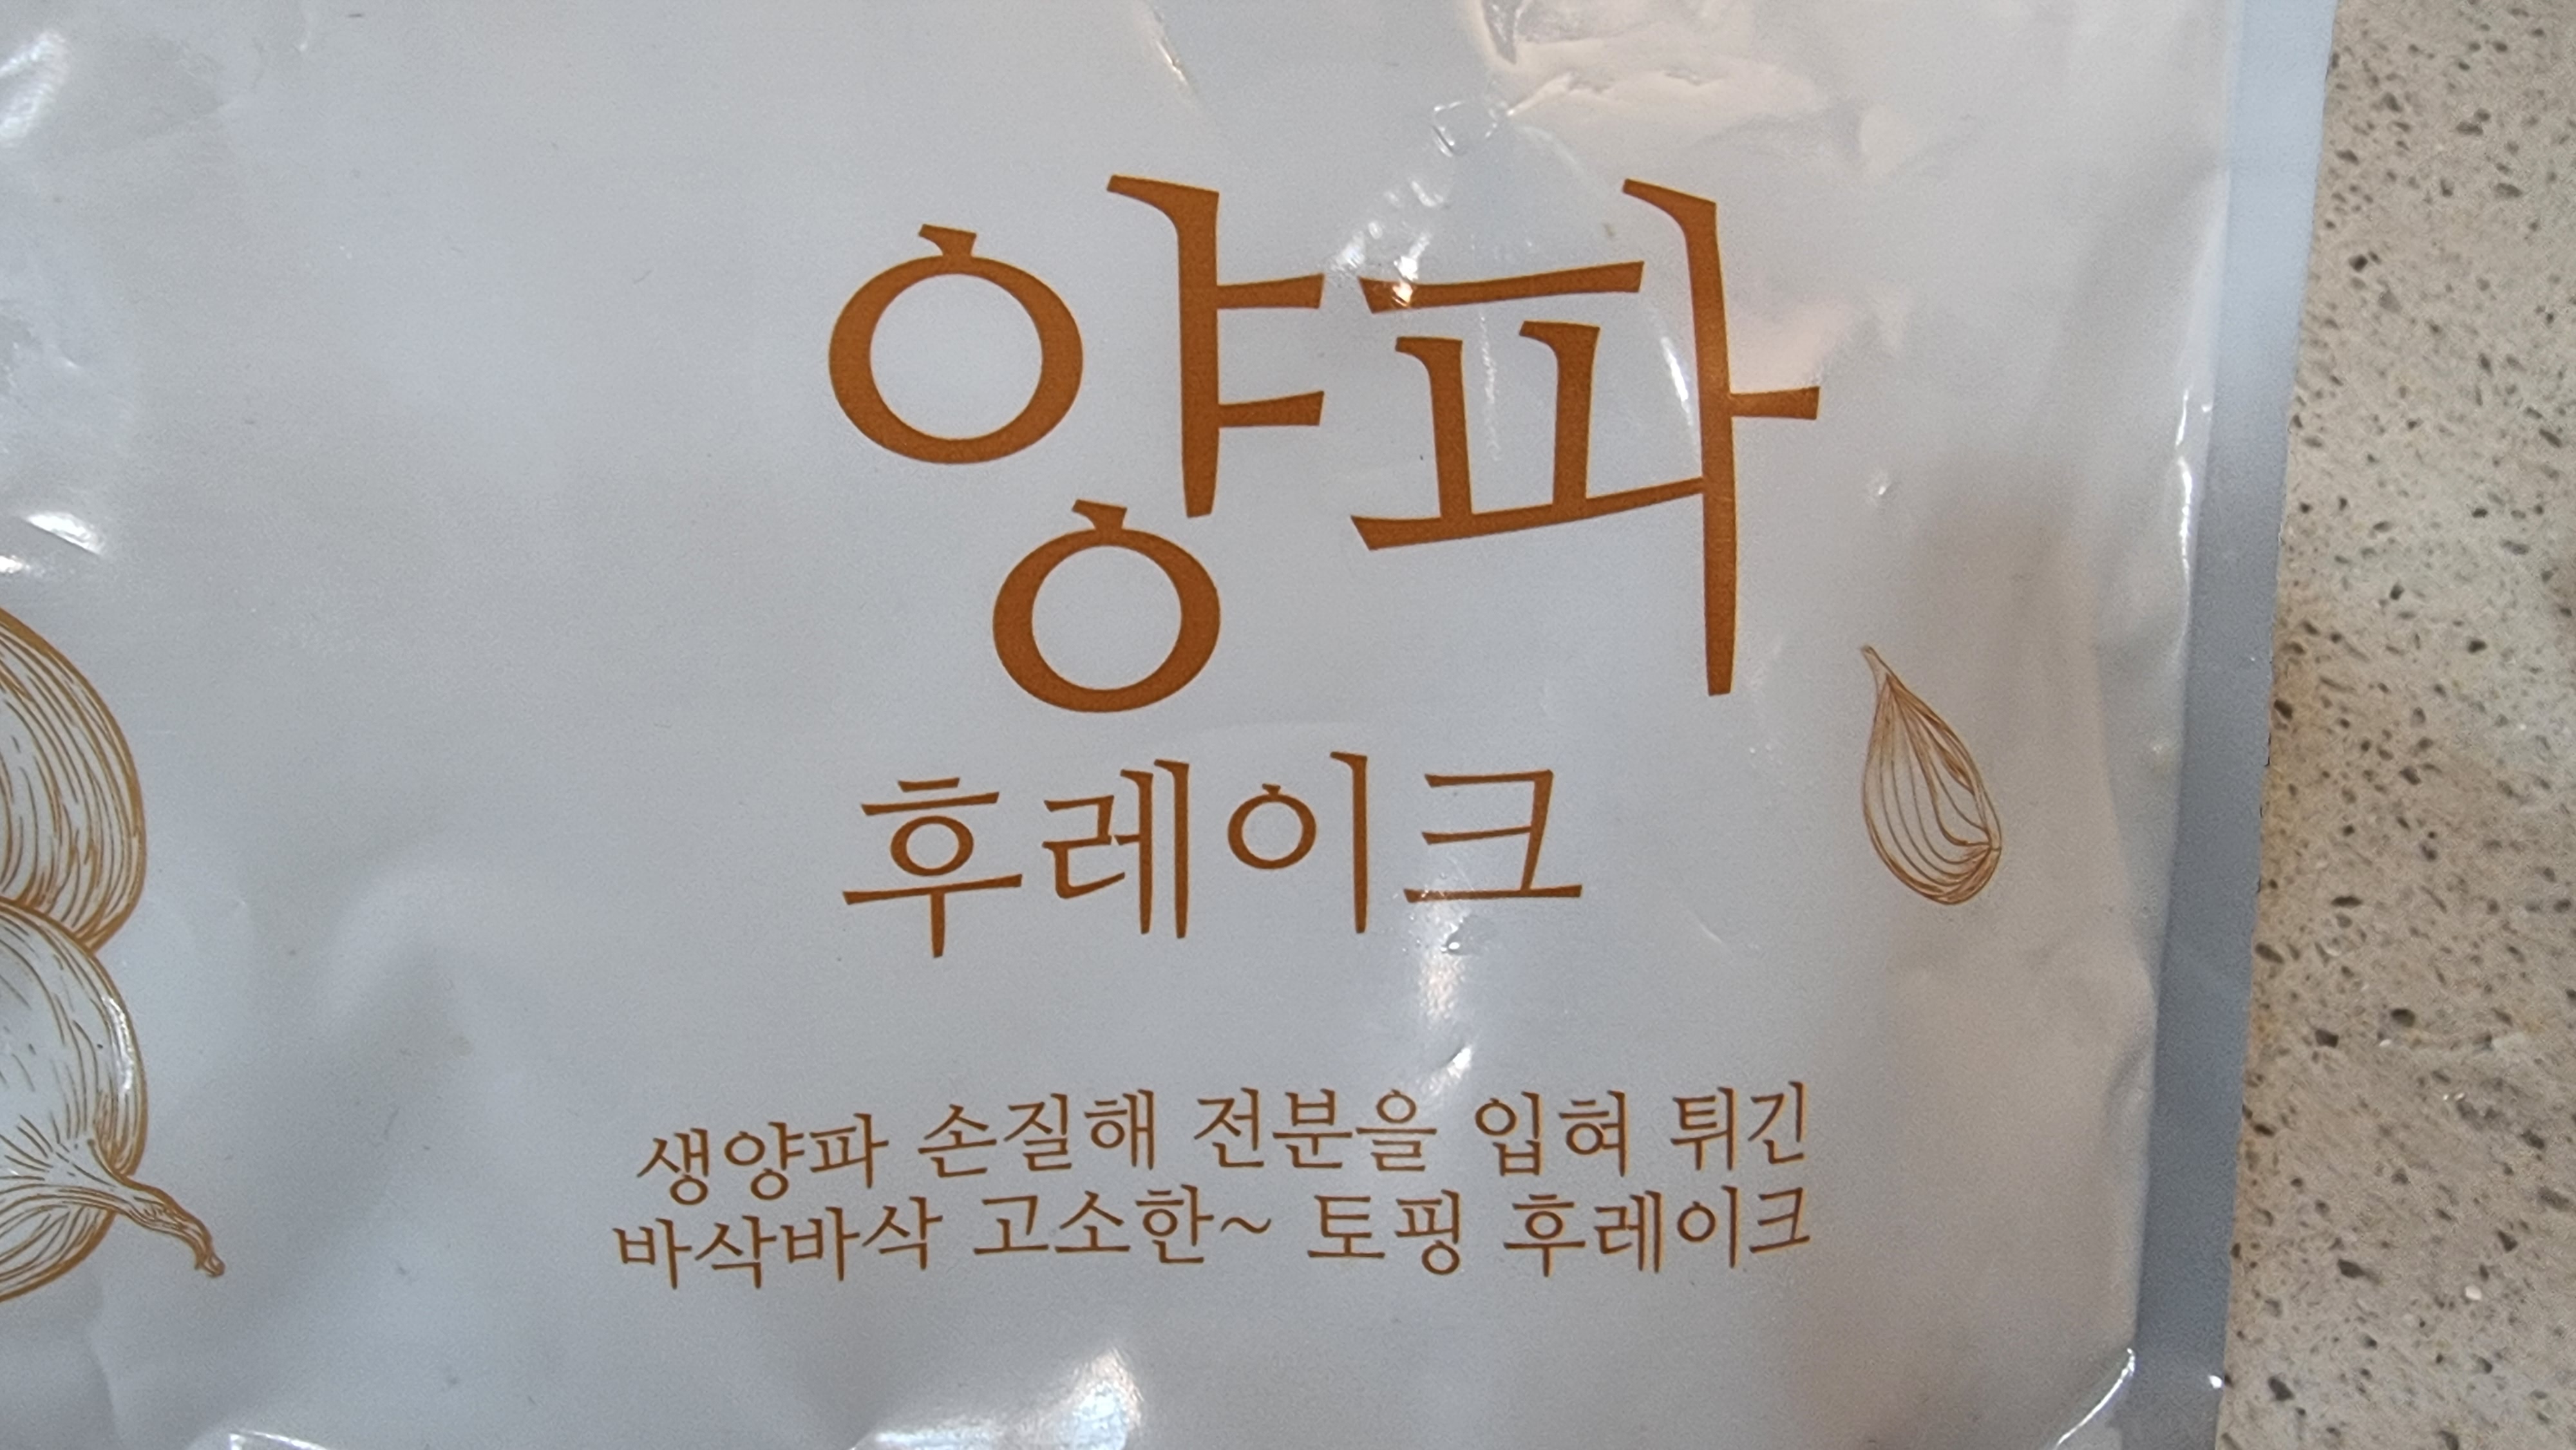 양파
후레이크
생양파 손질해 전분을 입혀 튀긴
바삭바삭 고소한~ 토핑 후레이크